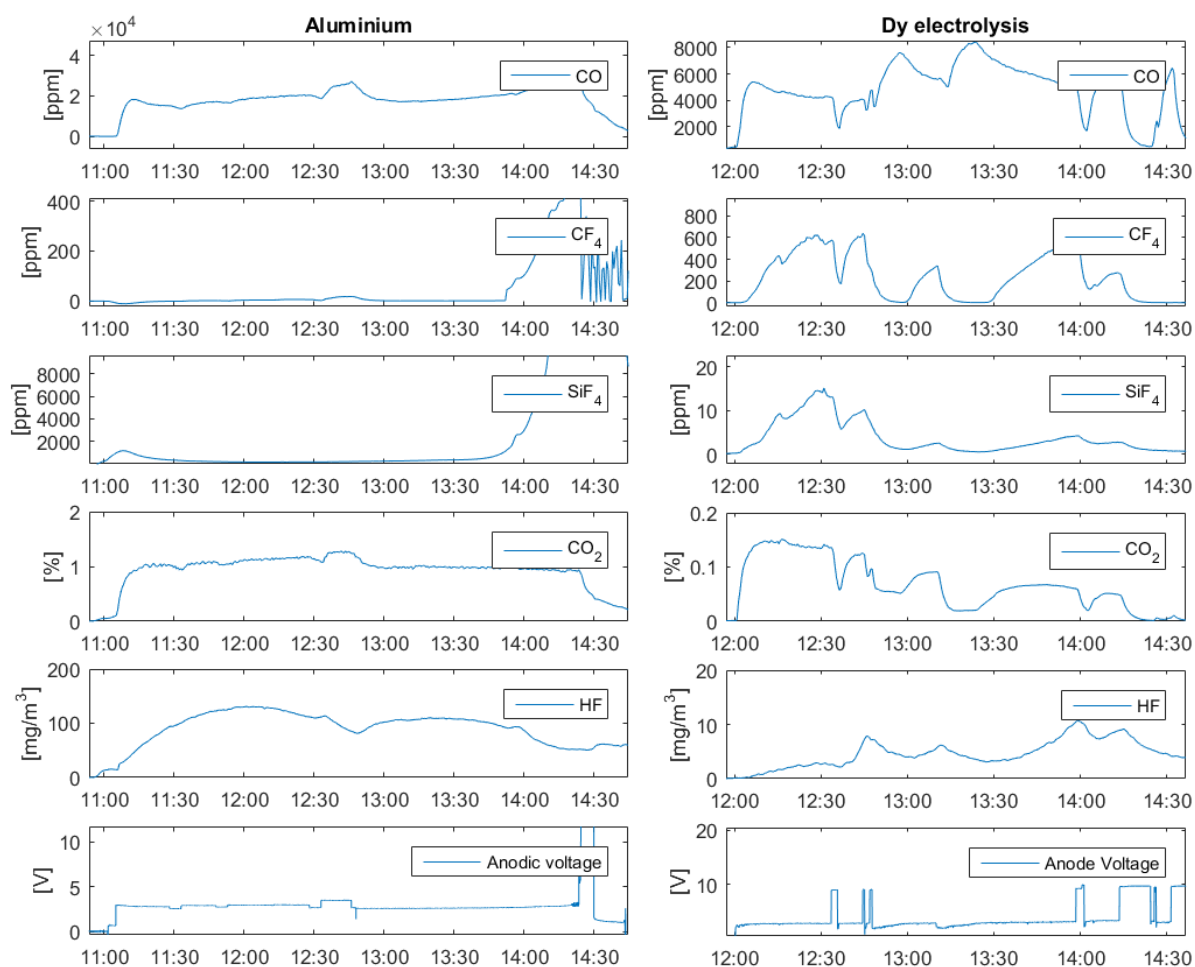 Aluminium
×10⁴
[ppm]
4
2
0
CO
11:00 11:30 12:00 12:30 13:00 13:30 14:00 14:30
[ppm]
400
200
0
CF₄
11:00 11:30 12:00 12:30 13:00 13:30 14:00 14:30
[ppm]
8000
6000
4000
2000
SiF₄
11:00 11:30 12:00 12:30 13:00 13:30 14:00 14:30
[%]
2
1
0
CO₂
11:00 11:30 12:00 12:30 13:00 13:30 14:00 14:30
[mg/m³]
200
100
0
HF
11:00 11:30 12:00 12:30 13:00 13:30 14:00 14:30
[V]
10
5
0
Anodic voltage
11:00 11:30 12:00 12:30 13:00 13:30 14:00 14:30
Dy electrolysis
[ppm]
8000
6000
4000
2000
CO
12:00 12:30 13:00 13:30 14:00 14:30
[ppm]
800
600
400
200
0
CF₄
12:00 12:30 13:00 13:30 14:00 14:30
[ppm]
20
10
0
SiF₄
12:00 12:30 13:00 13:30 14:00 14:30
[%]
0.2
0.1
0
CO₂
12:00 12:30 13:00 13:30 14:00 14:30
[mg/m³]
20
10
0
HF
12:00 12:30 13:00 13:30 14:00 14:30
[V]
20
10
Anode Voltage
12:00 12:30 13:00 13:30 14:00 14:30